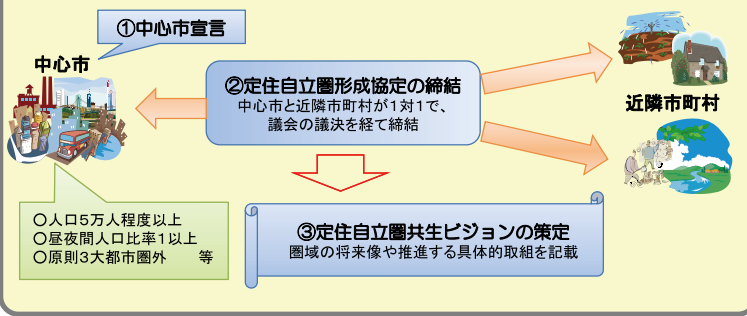 ①中心市宣言
中心市
②定住自立圏形成協定の締結
中心市と近隣市町村が1対1で、
議会の議決を経て締結
近隣市町村
○人口5万人程度以上
○昼夜間人口比率1以上
○原則3大都市圏外　　等
③定住自立圏共生ビジョンの策定
圏域の将来像や推進する具体的取組を記載